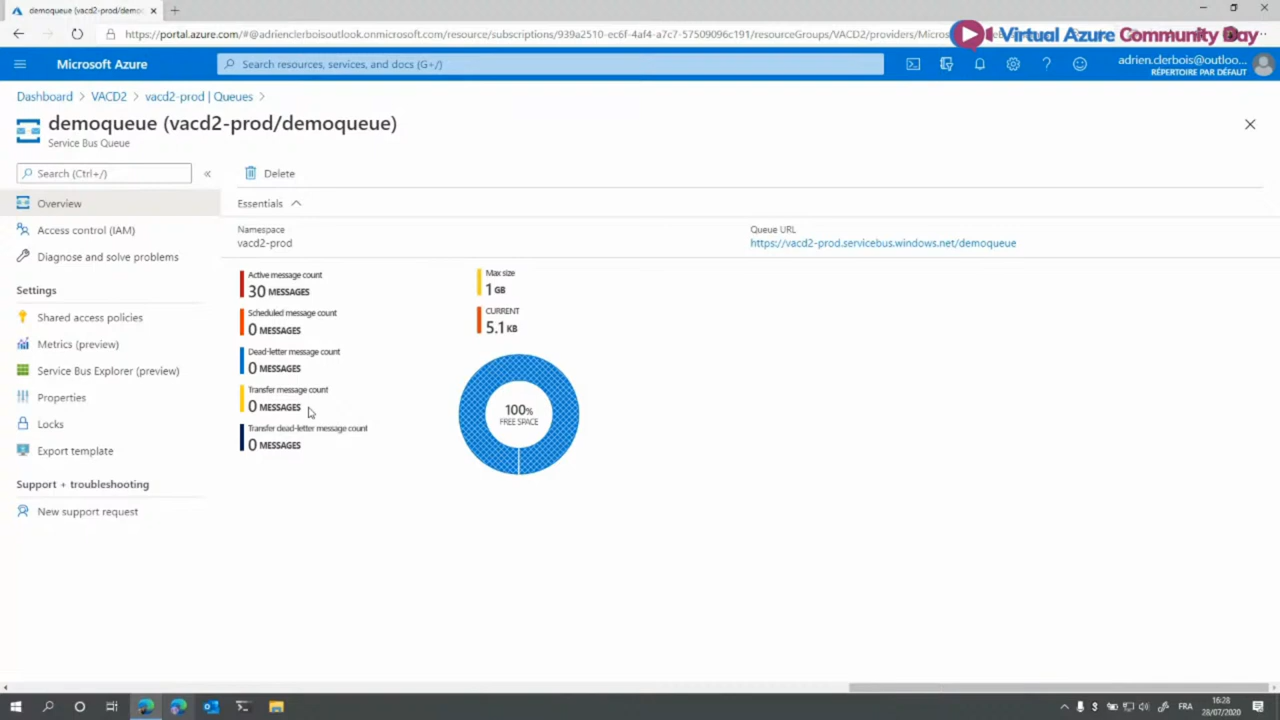 demoqueue (vacd2-prod/demo
https://portal.azure.com/#@adrienclerboisoutlook.onmicrosoft.com/resource/subscriptions/939a2510-ec6f-4af4-a7c7-57509096c191/resourceGroups/VACD2/providers/Micros
Virtual Azure Community Day
Microsoft Azure
Search resources, services, and docs (G+/)
adrien.clerbois@outloo...
RÉPERTOIRE PAR DÉFAUT
Dashboard > VACD2 > vacd2-prod | Queues >
demoqueue (vacd2-prod/demoqueue)
Service Bus Queue
Search (Ctrl+/)
«
Delete
Overview
Essentials
Access control (IAM)
Namespace
Queue URL
vacd2-prod
https://vacd2-prod.servicebus.windows.net/demoqueue
Diagnose and solve problems
Settings
Shared access policies
Metrics (preview)
Service Bus Explorer (preview)
Properties
Locks
Export template
Support + troubleshooting
New support request
Active message count
30 MESSAGES
Scheduled message count
0 MESSAGES
Dead-letter message count
0 MESSAGES
Transfer message count
0 MESSAGES
Transfer dead-letter message count
0 MESSAGES
Max size
1 GB
CURRENT
5.1 KB
100%
FREE SPACE
FRA
16:28
28/07/2020